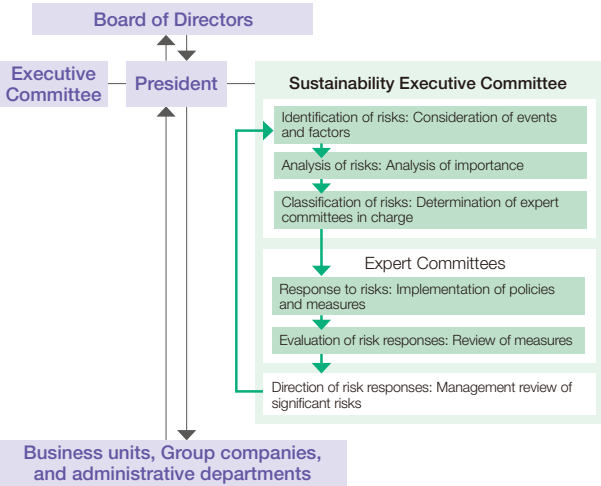 Board of Directors
Executive
Committee
President
Sustainability Executive Committee
Identification of risks: Consideration of events
and factors
Analysis of risks: Analysis of importance
Classification of risks: Determination of expert
committees in charge
Expert Committees
Response to risks: Implementation of policies
and measures
Evaluation of risk responses: Review of measures
Direction of risk responses: Management review of
significant risks
Business units, Group companies,
and administrative departments